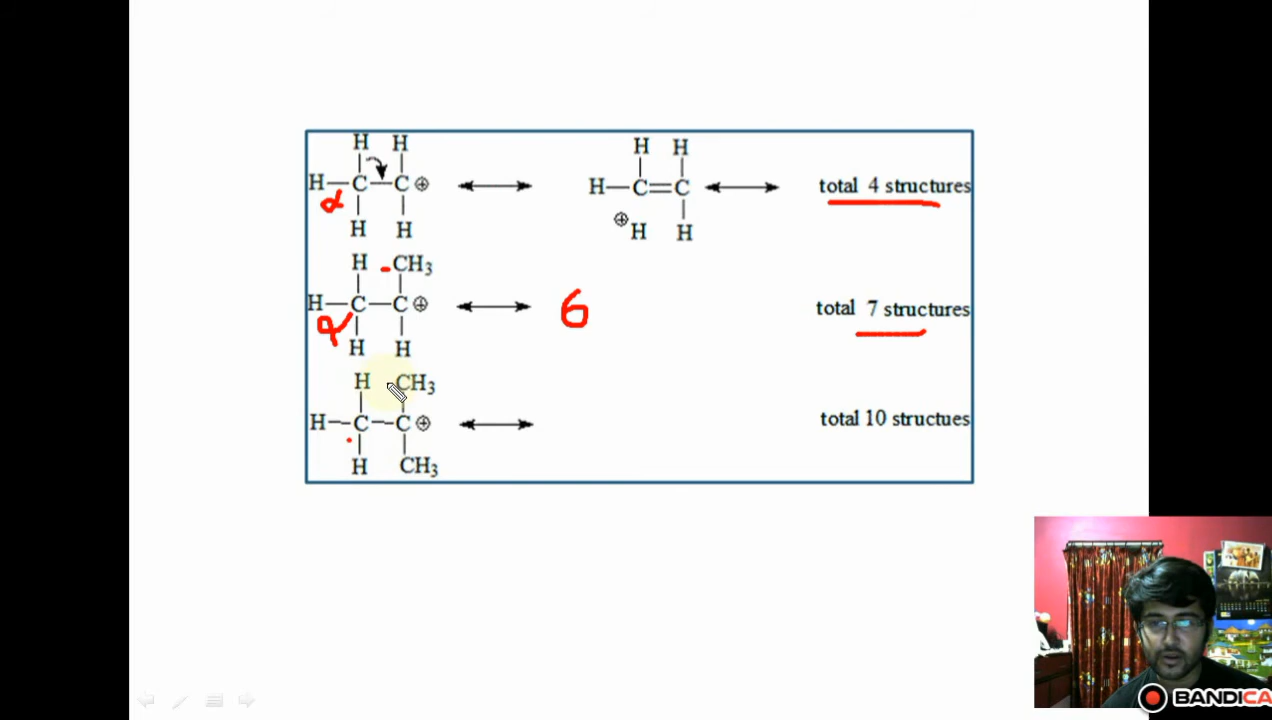 H H
H C C ⊕ H H
H C C total 4 structures
α
H H ⊕ H H
H CH3
H C C ⊕ 6 total 7 structures
α
H H
H CH3
H C C ⊕ total 10 structues
H CH3
BANDICA